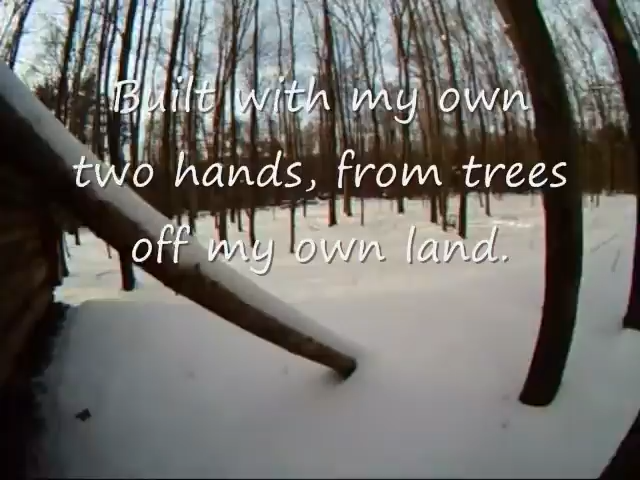 Built with my own
two hands, from trees
off my own land.